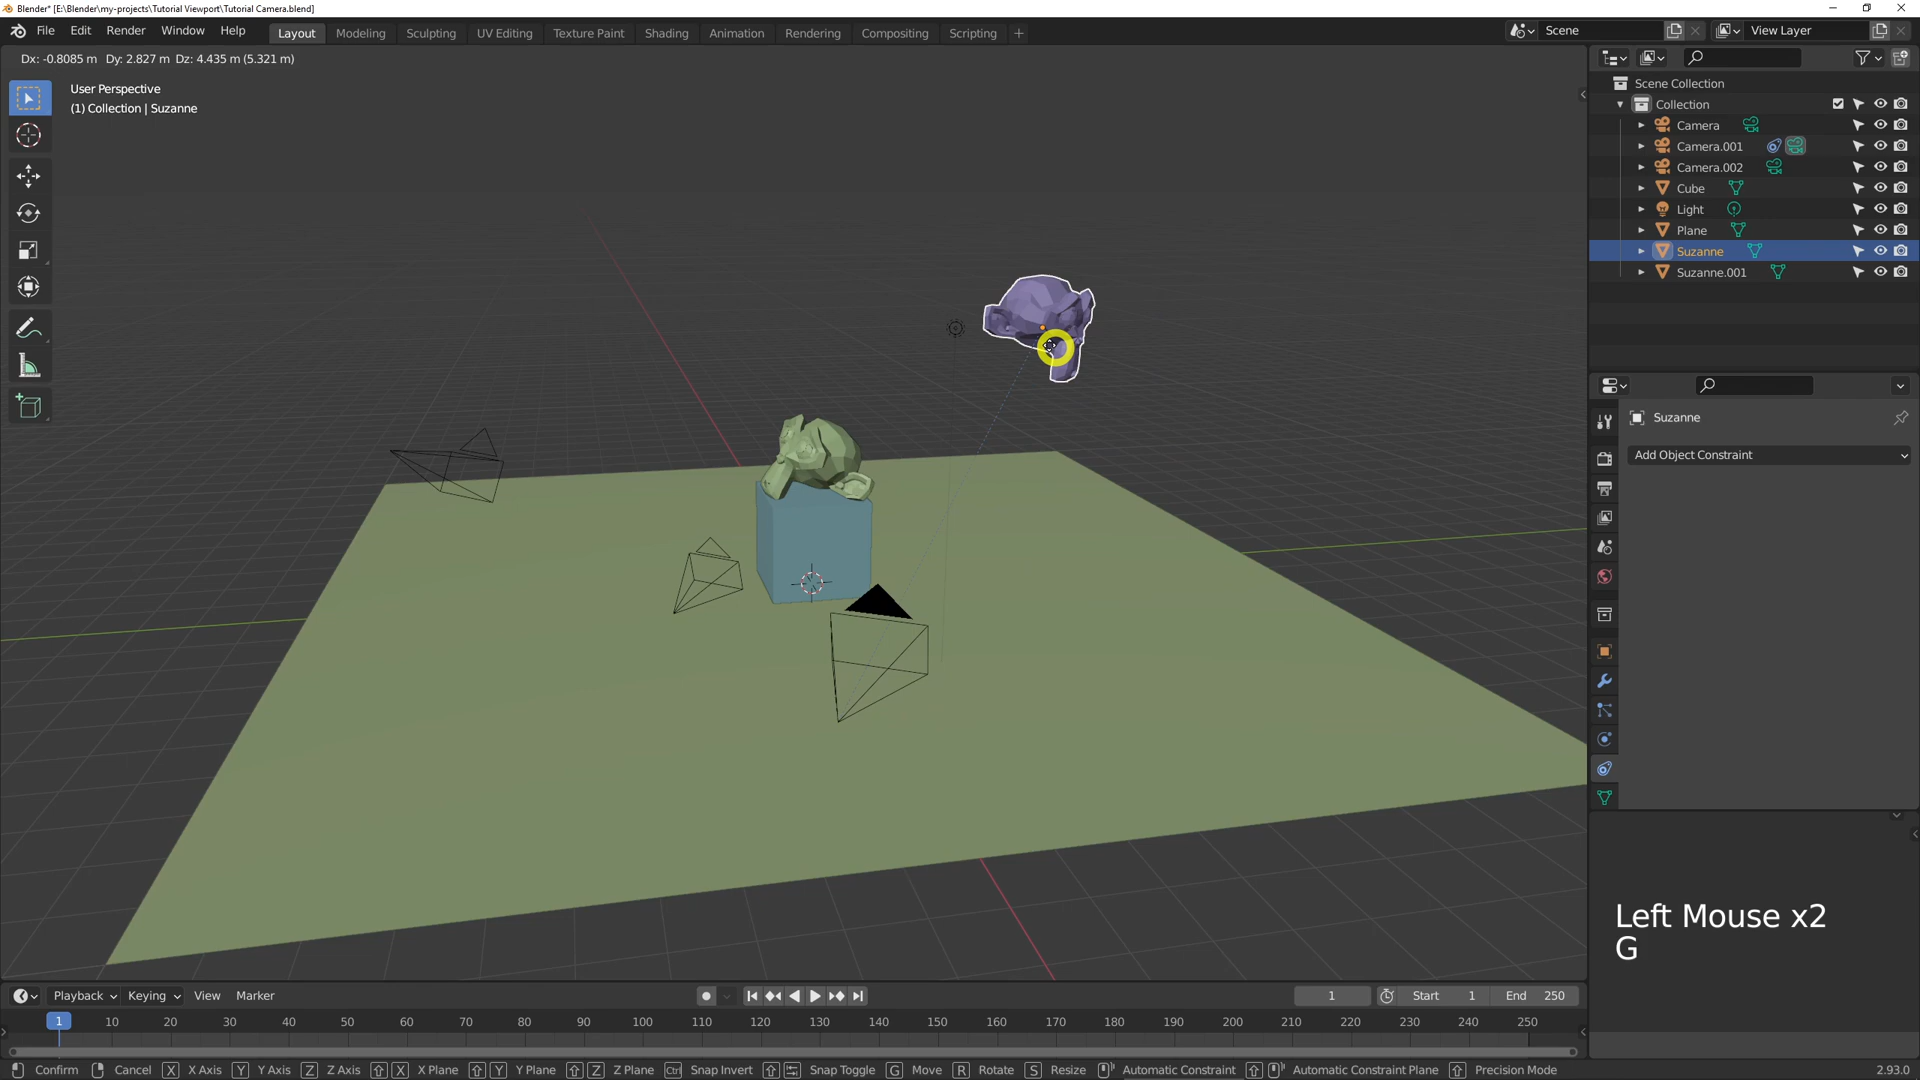 Blender* [E:\Blender\my-projects\Tutorial Viewport\Tutorial Camera.blend]
File Edit Render Window Help Layout Modeling Sculpting UV Editing Texture Paint Shading Animation Rendering Compositing Scripting + Scene View Layer
Dx: -0.8085 m Dy: 2.827 m Dz: 4.435 m (5.321 m)
User Perspective
(1) Collection | Suzanne
Scene Collection
Collection
Camera
Camera.001
Camera.002
Cube
Light
Plane
Suzanne
Suzanne.001
Suzanne
Add Object Constraint
Left Mouse x2
G
Playback Keying View Marker 1 Start 1 End 250
1 10 20 30 40 50 60 70 80 90 100 110 120 130 140 150 160 170 180 190 200 210 220 230 240 250
Confirm Cancel X X Axis Y Y Axis Z Z Axis X X Plane Y Y Plane Z Z Plane Ctrl Snap Invert Snap Toggle G Move R Rotate S Resize Automatic Constraint Automatic Constraint Plane Precision Mode 2.93.0